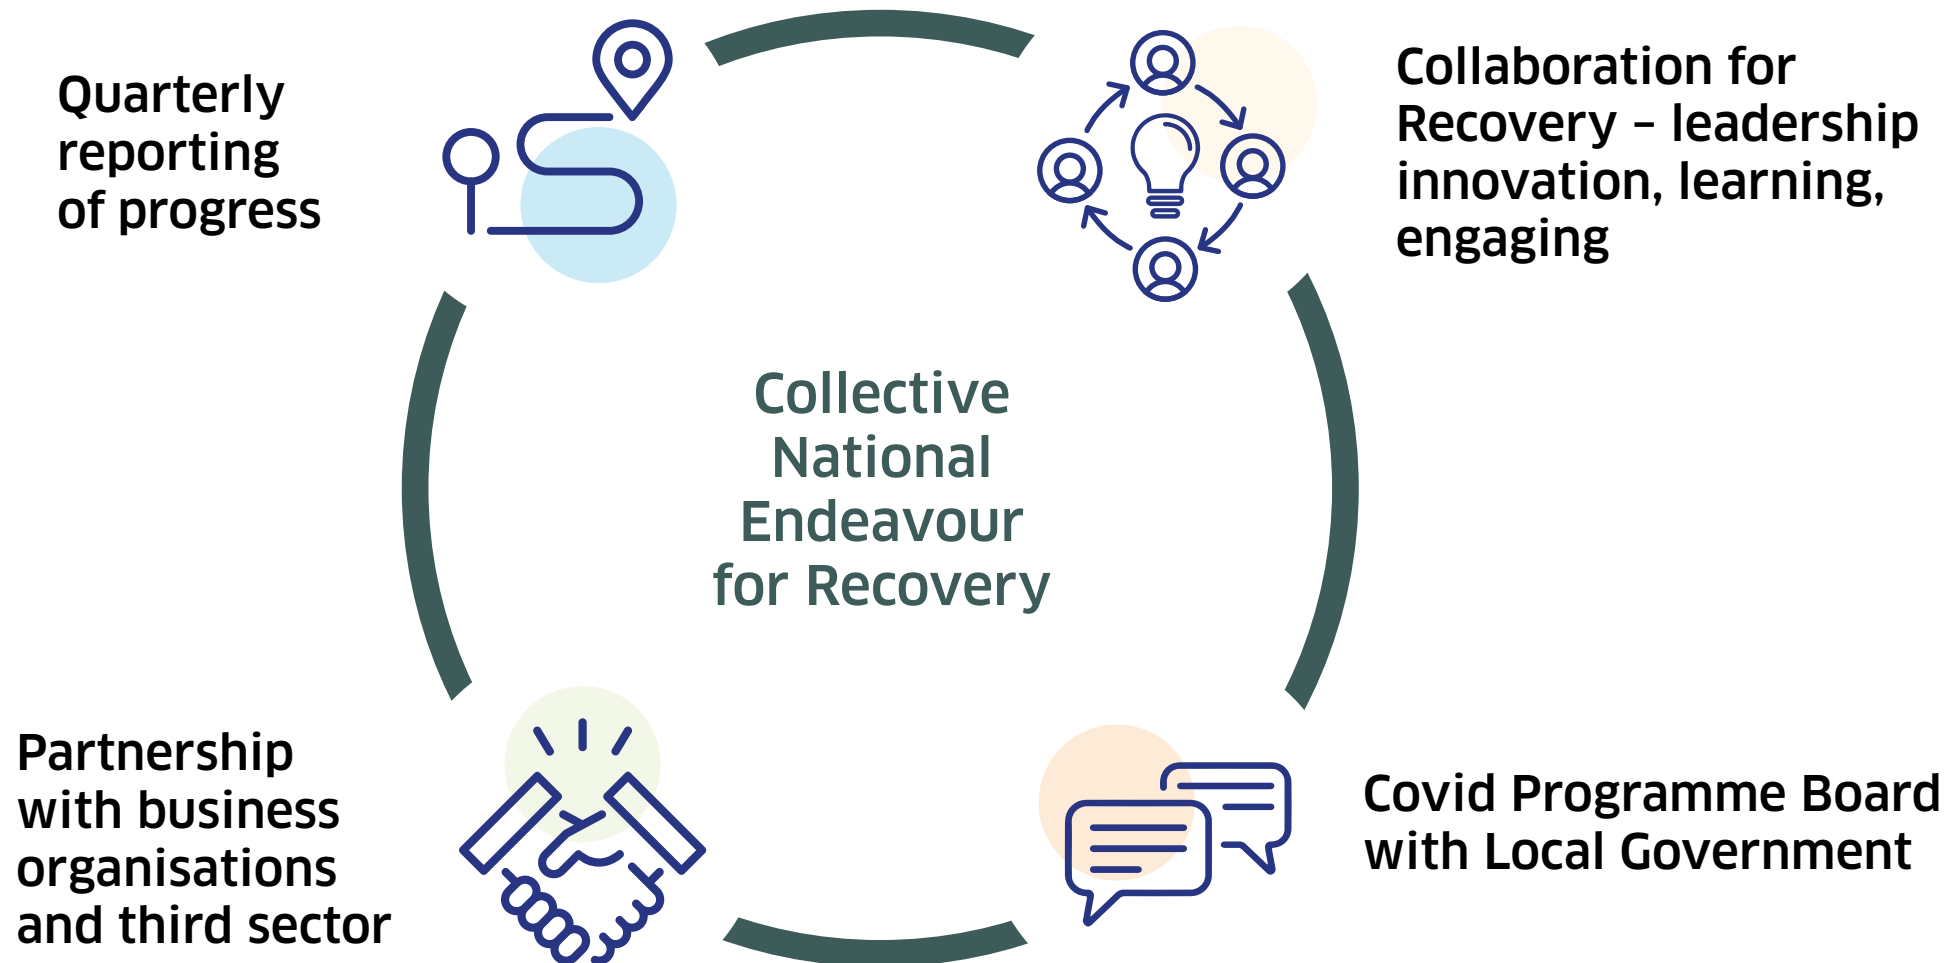 Quarterly
reporting
of progress
Collaboration for
Recovery – leadership
innovation, learning,
engaging
Collective
National
Endeavour
for Recovery
Partnership
with business
organisations
and third sector
Covid Programme Board
with Local Government